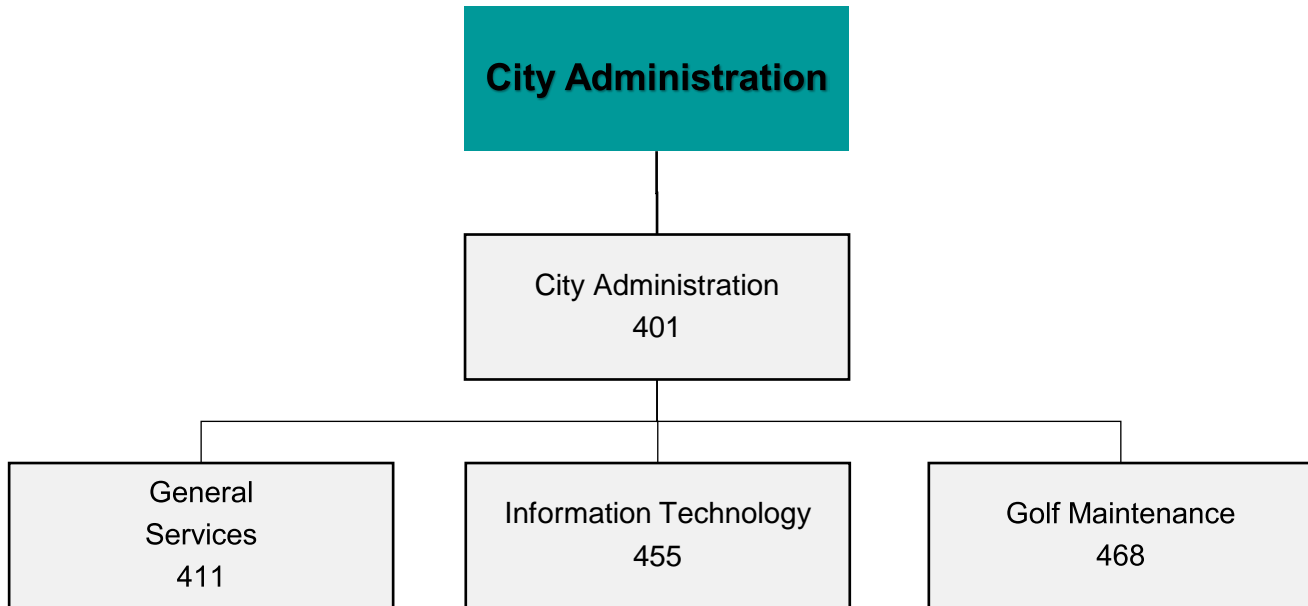 City Administration
City Administration
401
General
Services
411
Information Technology
455
Golf Maintenance
468